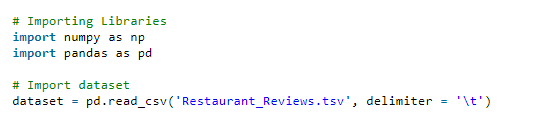 # Importing Libraries
import numpy as np
import pandas as pd
# Import dataset
dataset = pd.read_csv('Restaurant_Reviews.tsv', delimiter = '\t')